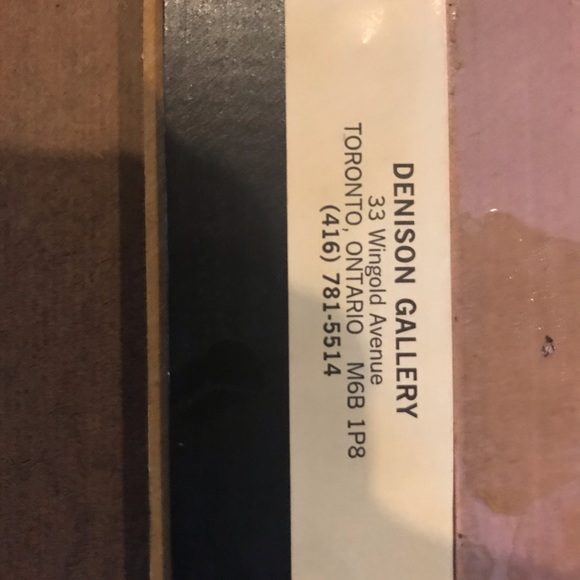 DENISON GALLERY
33 Wingold Avenue
TORONTO, ONTARIO M6B 1P8
(416) 781-5514